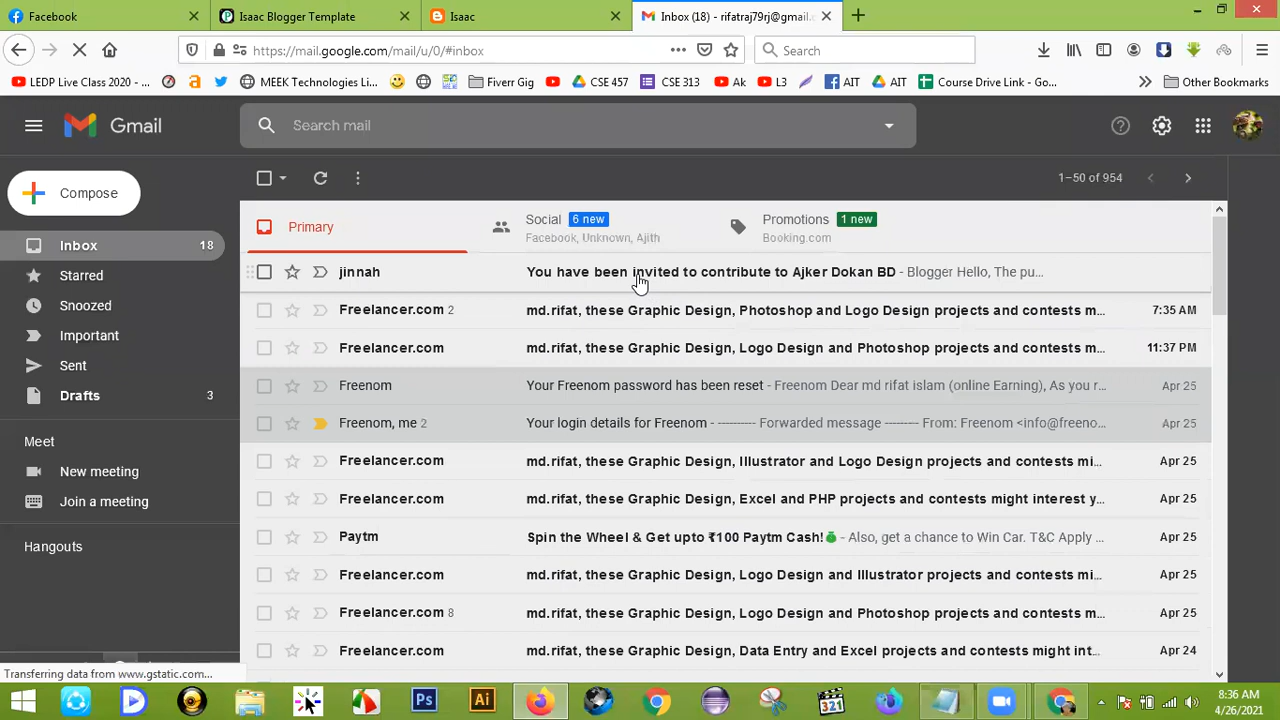 Facebook
Isaac Blogger Template
Isaac
Inbox (18) - rifatraj79rj@gmail.
https://mail.google.com/mail/u/0/#inbox
Search
LEDP Live Class 2020 - ...
MEEK Technologies Li...
Fiverr Gig
CSE 457
CSE 313
Ak
L3
AIT
AIT
Course Drive Link - Go...
Other Bookmarks
Gmail
Search mail
Compose
1–50 of 954
Inbox 18
Starred
Snoozed
Important
Sent
Drafts 3
Meet
New meeting
Join a meeting
Hangouts
Primary
Social 6 new
Facebook, Unknown, Ajith
Promotions 1 new
Booking.com
jinnah You have been invited to contribute to Ajker Dokan BD - Blogger Hello, The pu...
Freelancer.com 2 md.rifat, these Graphic Design, Photoshop and Logo Design projects and contests m... 7:35 AM
Freelancer.com md.rifat, these Graphic Design, Logo Design and Photoshop projects and contests m... 11:37 PM
Freenom Your Freenom password has been reset - Freenom Dear md rifat islam (online Earning), As you r... Apr 25
Freenom, me 2 Your login details for Freenom - ---------- Forwarded message --------- From: Freenom <info@freeno... Apr 25
Freelancer.com md.rifat, these Graphic Design, Illustrator and Logo Design projects and contests mi... Apr 25
Freelancer.com md.rifat, these Graphic Design, Excel and PHP projects and contests might interest y... Apr 25
Paytm Spin the Wheel & Get upto ₹100 Paytm Cash!💰 - Also, get a chance to Win Car. T&C Apply ... Apr 25
Freelancer.com md.rifat, these Graphic Design, Logo Design and Illustrator projects and contests mi... Apr 25
Freelancer.com 8 md.rifat, these Graphic Design, Logo Design and Photoshop projects and contests m... Apr 25
Freelancer.com md.rifat, these Graphic Design, Data Entry and Excel projects and contests might int... Apr 24
Transferring data from www.gstatic.com...
Ps
Ai
321
8:36 AM
4/26/2021